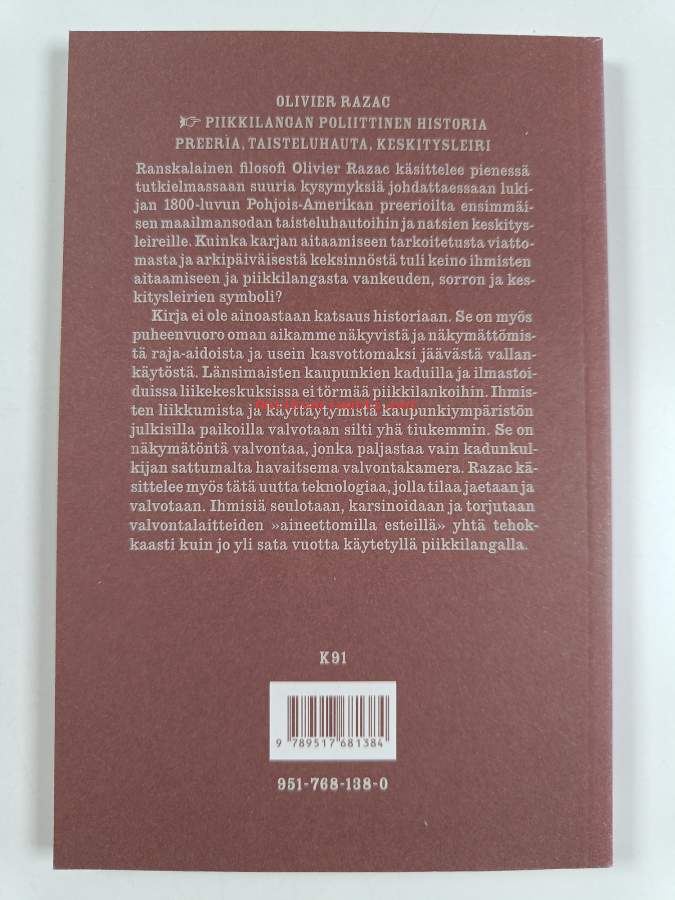 OLIVIER RAZAC
☞ PIIKKILANGAN POLIITTINEN HISTORIA
PREERIA, TAISTELUHAUTA, KESKITYSLEIRI
Ranskalainen filosofi Olivier Razac käsittelee pienessä
tutkielmassaan suuria kysymyksiä johdattaessaan luki-
jan 1800-luvun Pohjois-Amerikan preerioilta ensimmäi-
sen maailmansodan taisteluhautoihin ja natsien keskitys-
leireille. Kuinka karjan aitaamiseen tarkoitetusta viatto-
masta ja arkipäiväisestä keksinnöstä tuli keino ihmisten
aitaamiseen ja piikkilangasta vankeuden, sorron ja kes-
kitysleirien symboli?
Kirja ei ole ainoastaan katsaus historiaan. Se on myös
puheenvuoro oman aikamme näkyvistä ja näkymättömis-
tä raja-aidoista ja usein kasvottomaksi jäävästä vallan-
käytöstä. Länsimaisten kaupunkien kaduilla ja ilmastoi-
duissa liikekeskuksissa ei törmää piikkilankoihin. Ihmis-
ten liikkumista ja käyttäytymistä kaupunkiympäristön
julkisilla paikoilla valvotaan silti yhä tiukemmin. Se on
näkymätöntä valvontaa, jonka paljastaa vain kadunkul-
kijan sattumalta havaitsema valvontakamera. Razac kä-
sittelee myös tätä uutta teknologiaa, jolla tilaa jaetaan ja
valvotaan. Ihmisiä seulotaan, karsinoidaan ja torjutaan
valvontalaitteiden »aineettomilla esteillä» yhtä tehok-
kaasti kuin jo yli sata vuotta käytetyllä piikkilangalla.
K91
9 789517 681384
951-768-138-0